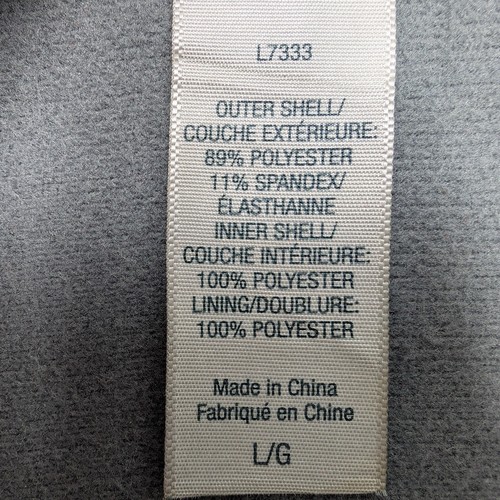 L7333
OUTER SHELL/
COUCHE EXTÉRIEURE:
89% POLYESTER
11% SPANDEX/
ÉLASTHANNE
INNER SHELL/
COUCHE INTÉRIEURE:
100% POLYESTER
LINING/DOUBLURE:
100% POLYESTER
Made in China
Fabriqué en Chine
L/G